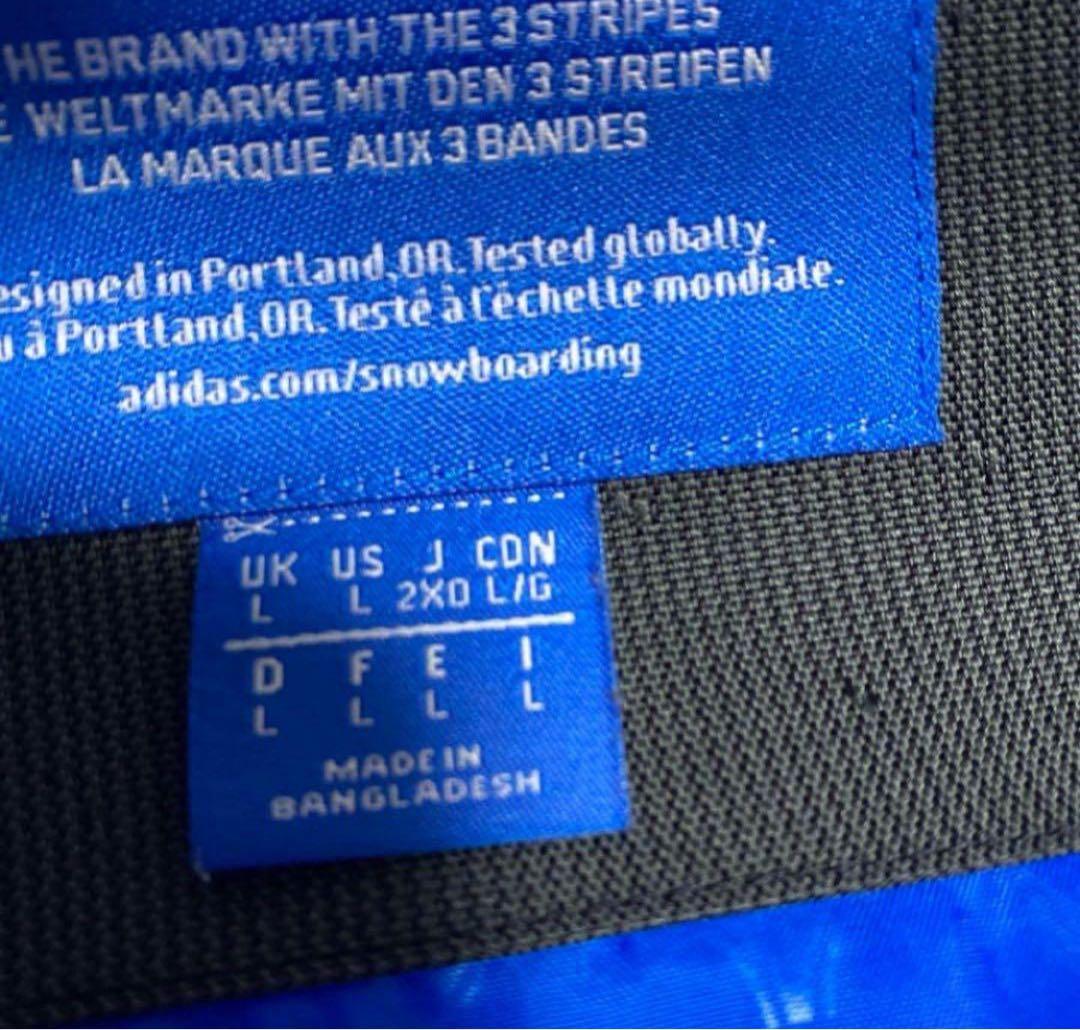 HE BRAND WITH THE 3 STRIPES
E WELTMARKE MIT DEN 3 STREIFEN
LA MARQUE AUX 3 BANDES
esigned in Portland,OR.Tested globally.
u à Portland,OR.Testé à l'échelle mondiale.
adidas.com/snowboarding
UK US J CDN
L L 2XO L/G
D F E I
L L L L
MADE IN
BANGLADESH